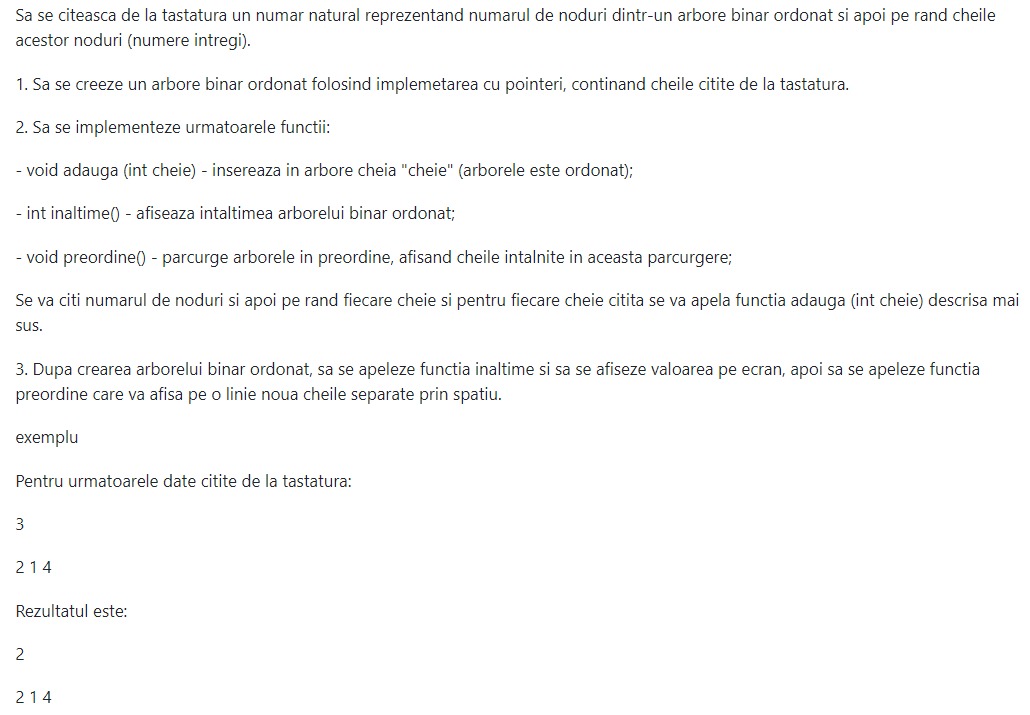 Sa se citeasca de la tastatura un numar natural reprezentand numarul de noduri dintr-un arbore binar ordonat si apoi pe rand cheile
acestor noduri (numere intregi).
1. Sa se creeze un arbore binar ordonat folosind implemetarea cu pointeri, continand cheile citite de la tastatura.
2. Sa se implementeze urmatoarele functii:
- void adauga (int cheie) - insereaza in arbore cheia "cheie" (arborele este ordonat);
- int inaltime() - afiseaza intaltimea arborelui binar ordonat;
- void preordine() - parcurge arborele in preordine, afisand cheile intalnite in aceasta parcurgere;
Se va citi numarul de noduri si apoi pe rand fiecare cheie si pentru fiecare cheie citita se va apela functia adauga (int cheie) descrisa mai
sus.
3. Dupa crearea arborelui binar ordonat, sa se apeleze functia inaltime si sa se afiseze valoarea pe ecran, apoi sa se apeleze functia
preordine care va afisa pe o linie noua cheile separate prin spatiu.
exemplu
Pentru urmatoarele date citite de la tastatura:
3
2 1 4
Rezultatul este:
2
2 1 4